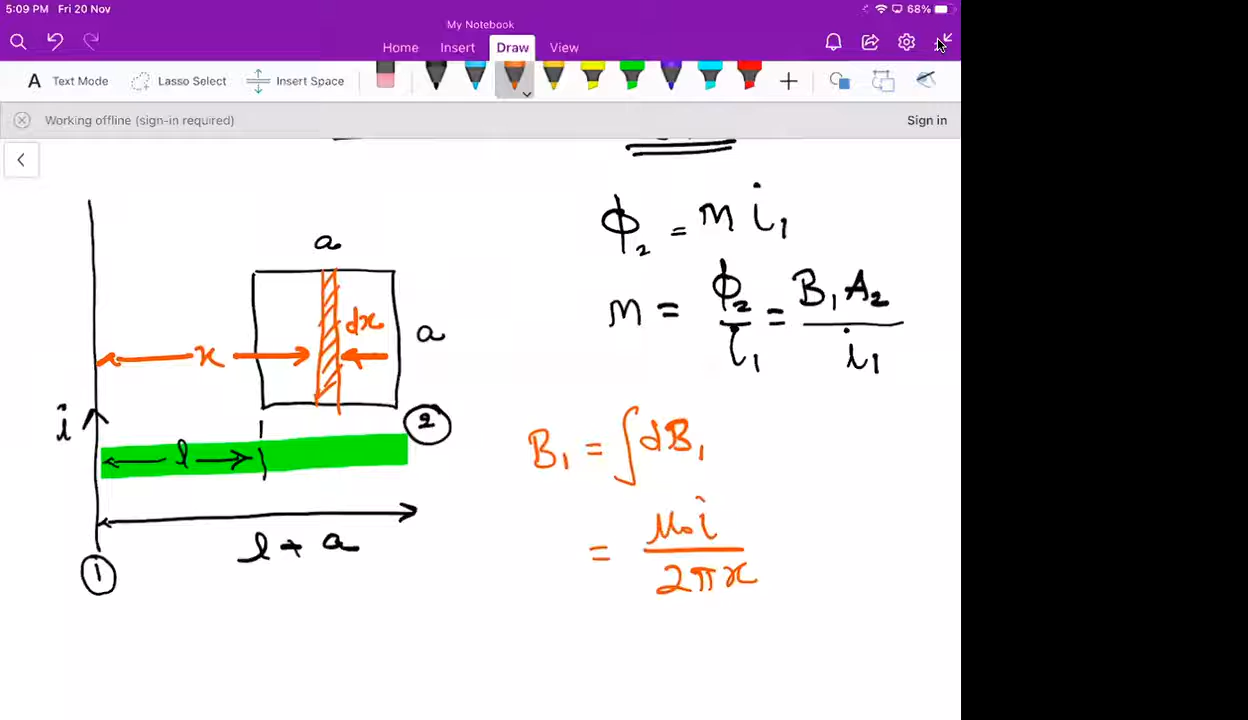 5:09 PM Fri 20 Nov
68%
My Notebook
Home Insert Draw View
A Text Mode Lasso Select Insert Space
Working offline (sign-in required) Sign in
ϕ₂ = m i₁
m = ϕ₂/i₁ = B₁A₂/i₁
a
dx
a
x
i
②
l
l + a
①
B₁ = ∫dB₁
= μ₀i/2πx